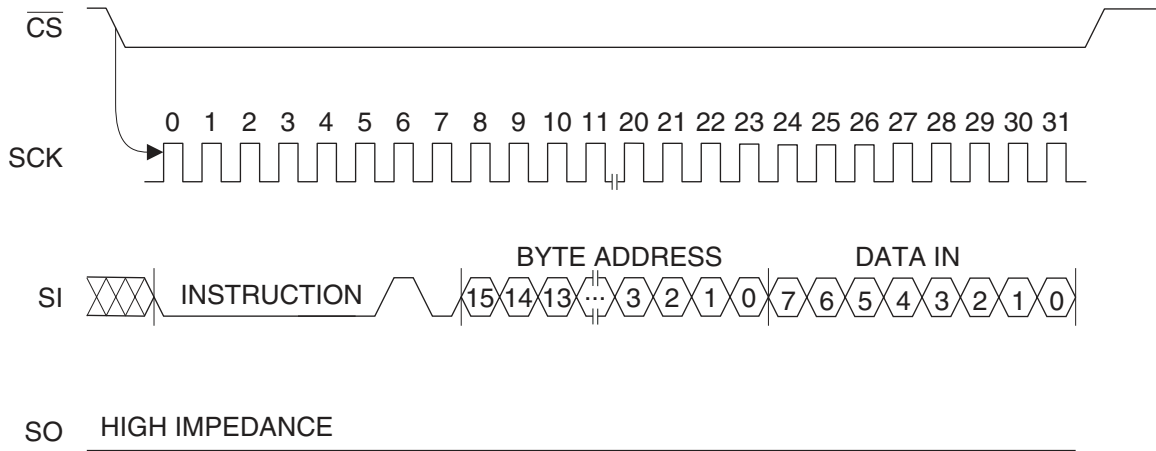 CS
0 1 2 3 4 5 6 7 8 9 10 11 20 21 22 23 24 25 26 27 28 29 30 31
SCK
BYTE ADDRESS DATA IN
SI INSTRUCTION 15 14 13 ... 3 2 1 0 7 6 5 4 3 2 1 0
SO HIGH IMPEDANCE